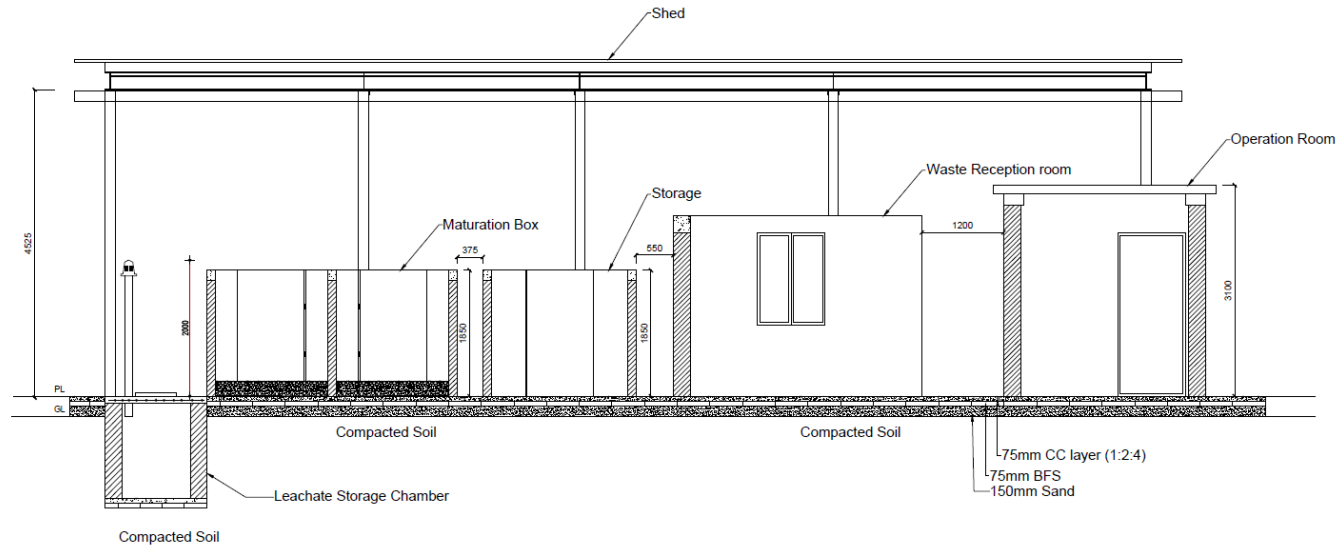 Shed
Operation Room
Waste Reception room
Storage
Maturation Box
375
550
1200
4525
2000
1850
1850
3100
PL
GL
Compacted Soil
Compacted Soil
75mm CC layer (1:2:4)
75mm BFS
150mm Sand
Leachate Storage Chamber
Compacted Soil